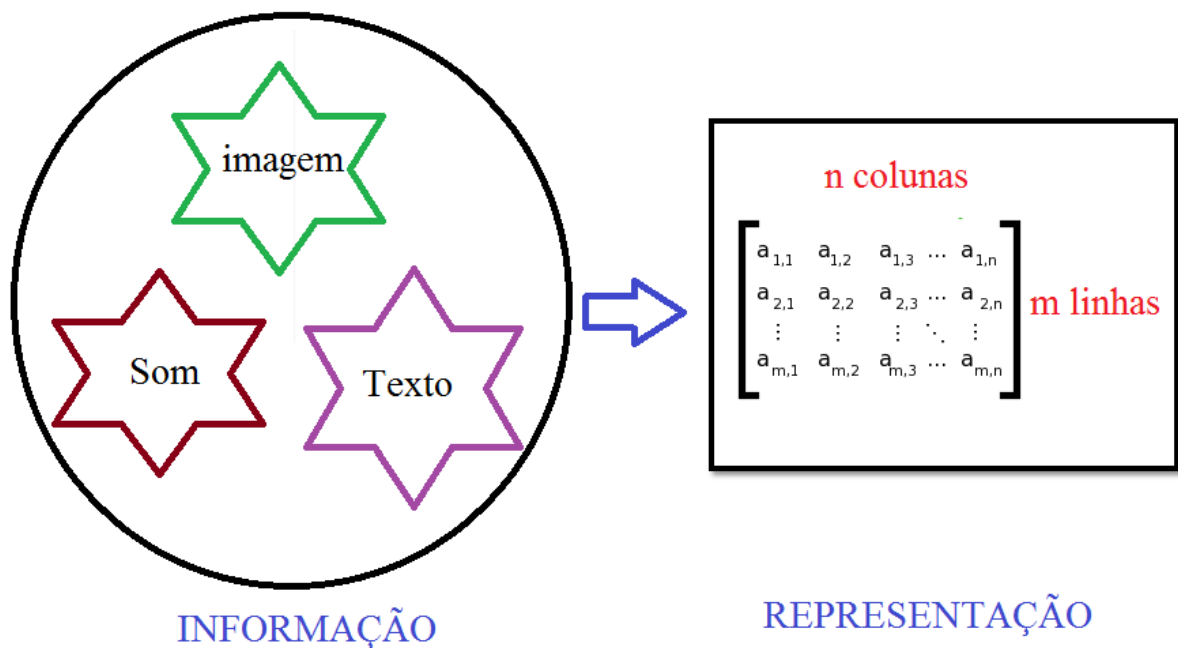 imagem
Som
Texto
INFORMAÇÃO
n colunas
a1,1 a1,2 a1,3 ... a1,n
a2,1 a2,2 a2,3 ... a2,n
⋮ ⋮ ⋮ ⋱ ⋮
am,1 am,2 am,3 ... am,n
m linhas
REPRESENTAÇÃO